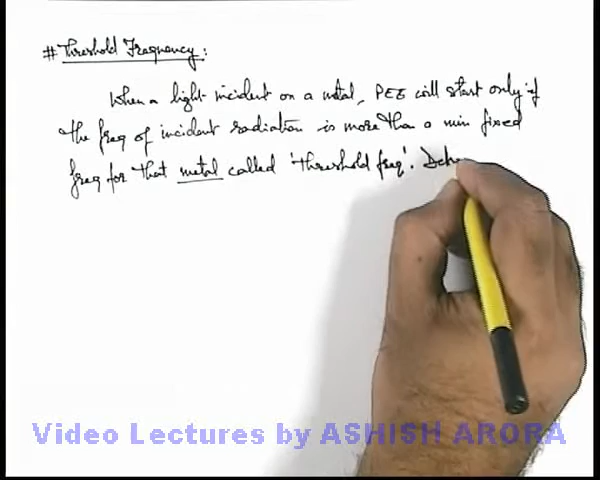 # Threshold Frequency :
When a light incident on a metal, PEE will start only if
the freq of incident radiation is more than a min fixed
freq for that metal called 'threshold freq'.
Video Lectures by ASHISH ARORA